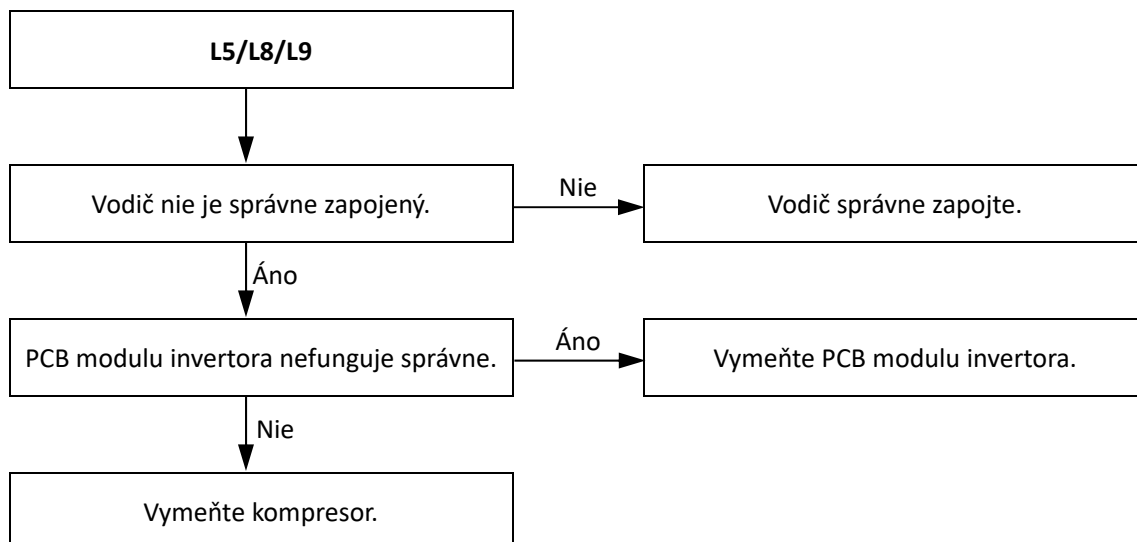 L5/L8/L9
Vodič nie je správne zapojený.
Nie
Vodič správne zapojte.
Áno
PCB modulu invertora nefunguje správne.
Áno
Vymeňte PCB modulu invertora.
Nie
Vymeňte kompresor.